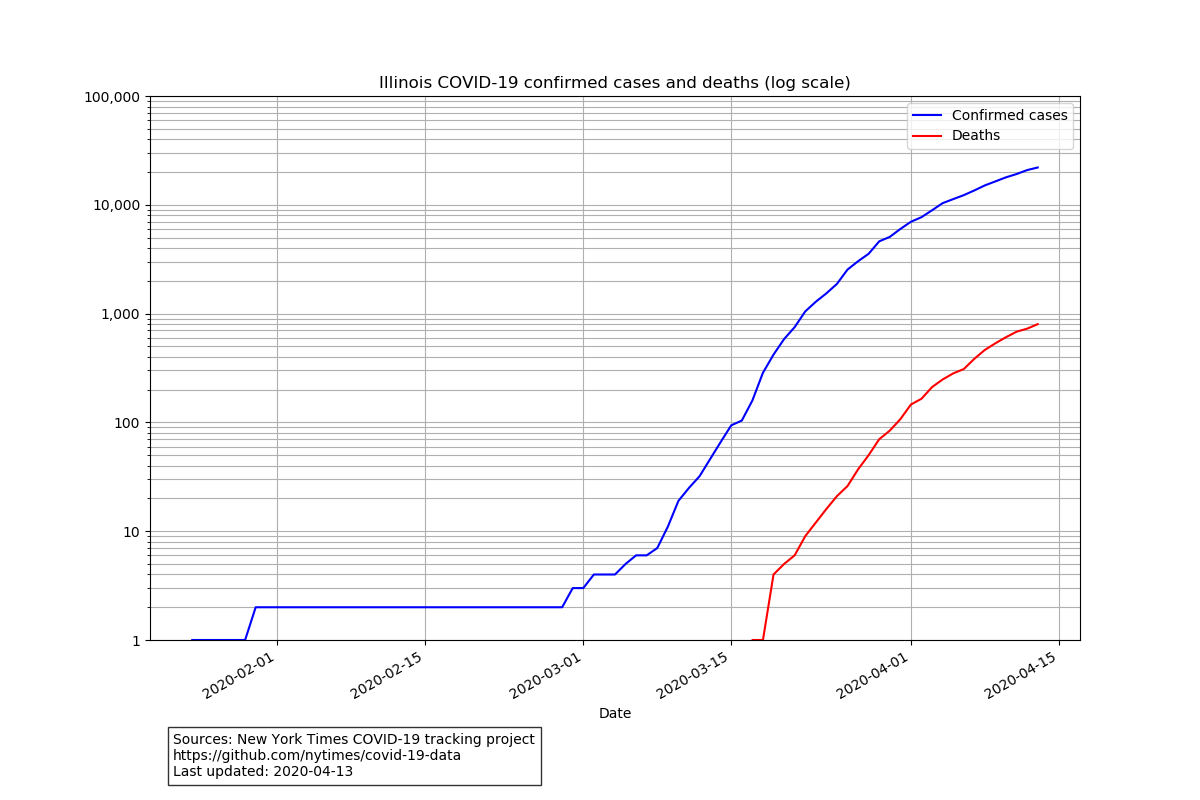 Illinois COVID-19 confirmed cases and deaths (log scale)
100,000
10,000
1,000
100
10
1
Confirmed cases
Deaths
2020-02-01
2020-02-15
2020-03-01
2020-03-15
2020-04-01
2020-04-15
Date
Sources: New York Times COVID-19 tracking project
https://github.com/nytimes/covid-19-data
Last updated: 2020-04-13